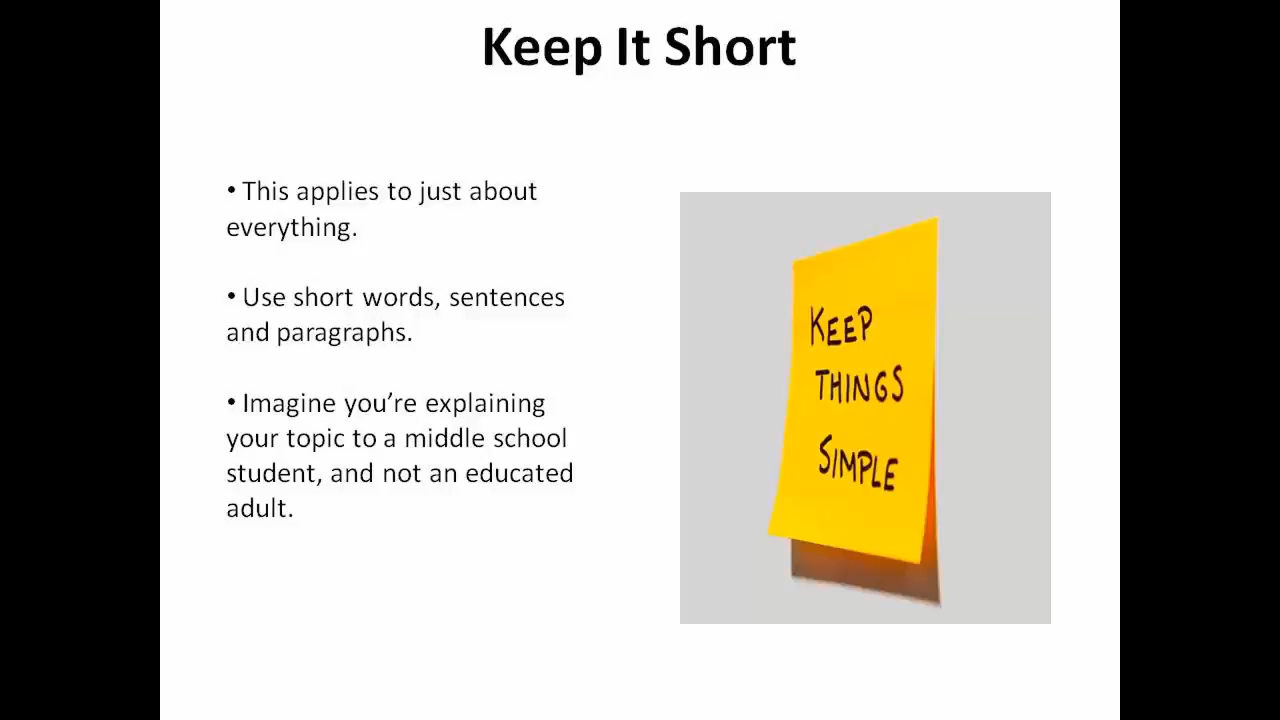 Keep It Short
• This applies to just about
everything.
• Use short words, sentences
and paragraphs.
• Imagine you’re explaining
your topic to a middle school
student, and not an educated
adult.
KEEP
THINGS
SIMPLE